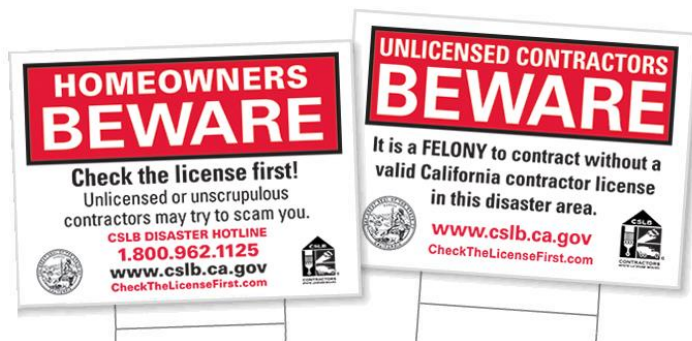 HOMEOWNERS
BEWARE
Check the license first!
Unlicensed or unscrupulous
contractors may try to scam you.
CSLB DISASTER HOTLINE
1.800.962.1125
www.cslb.ca.gov
CheckTheLicenseFirst.com
CSLB
CONTRACTORS
UNLICENSED CONTRACTORS
BEWARE
It is a FELONY to contract without a
valid California contractor license
in this disaster area.
www.cslb.ca.gov
CheckTheLicenseFirst.com
CSLB
CONTRACTORS